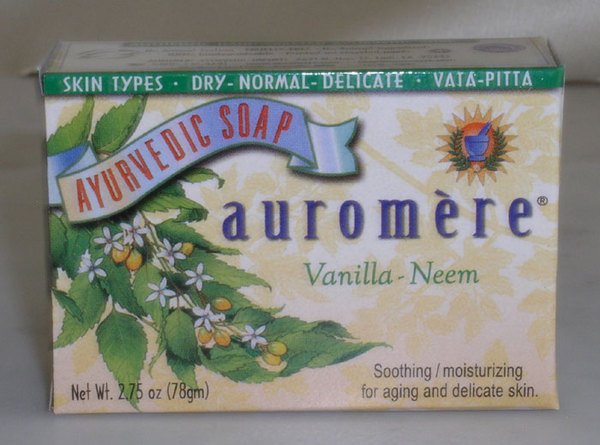 SKIN TYPES · DRY-NORMAL-DELICATE · VATA-PITTA
AYURVEDIC SOAP
auromère®
Vanilla - Neem
Soothing / moisturizing
for aging and delicate skin.
Net Wt. 2.75 oz (78gm)